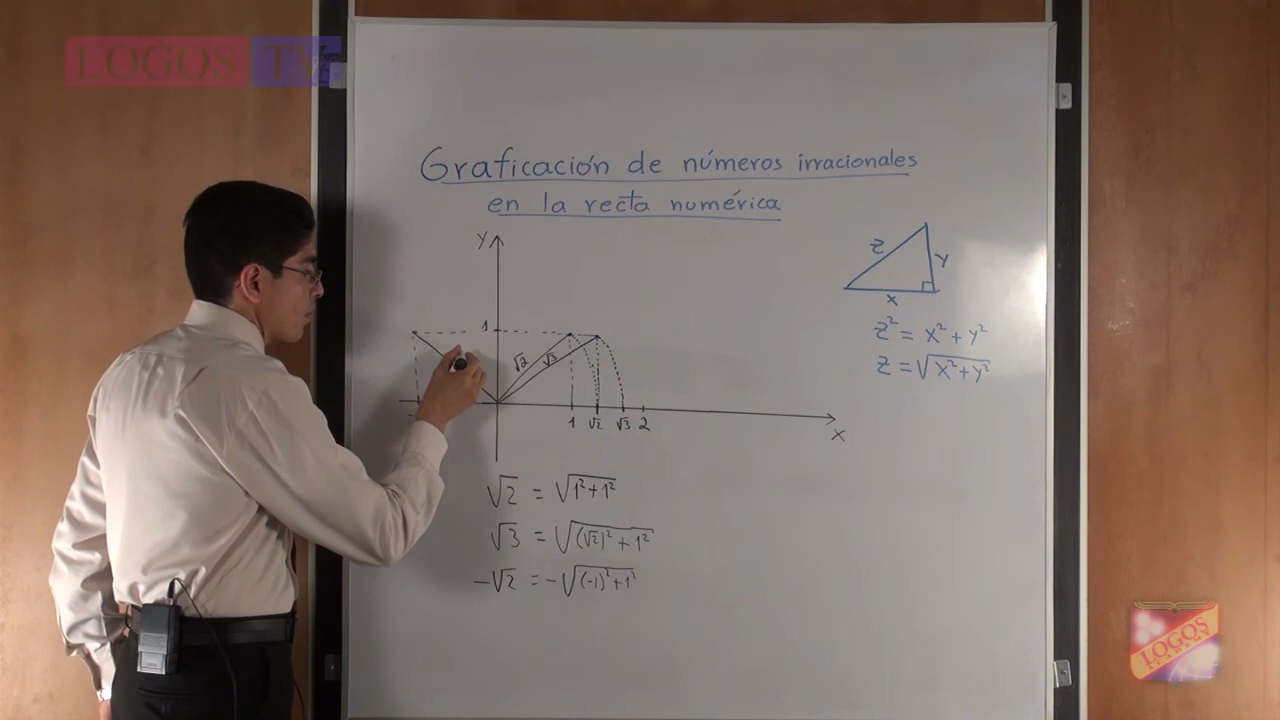 LOGOS TV
Graficación de números irracionales
en la recta numérica
y
z
y
x
1
√2
√3
z² = x² + y²
z = √x² + y²
1
√2
√3
2
x
√2 = √1² + 1²
√3 = √(√2)² + 1²
-√2 = -√(-1)² + 1²
LOGOS
ACADEMY